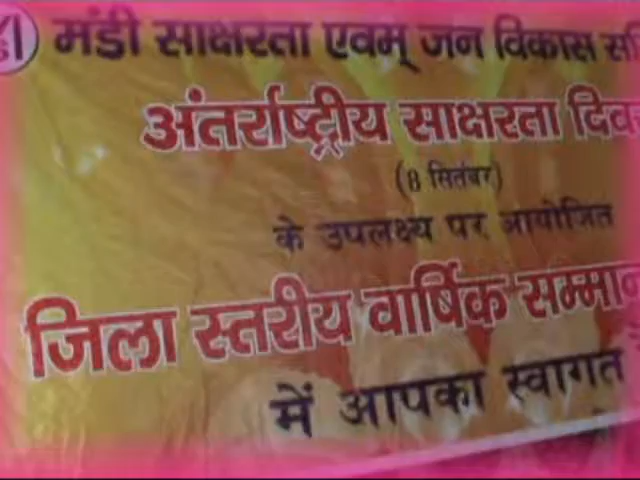 मंडी साक्षरता एवम् जन विकास
अंतर्राष्ट्रीय साक्षरता
(8 सितंबर)
के उपलक्ष्य पर आयोजित
जिला स्तरीय वार्षिक
में आपका स्वागत